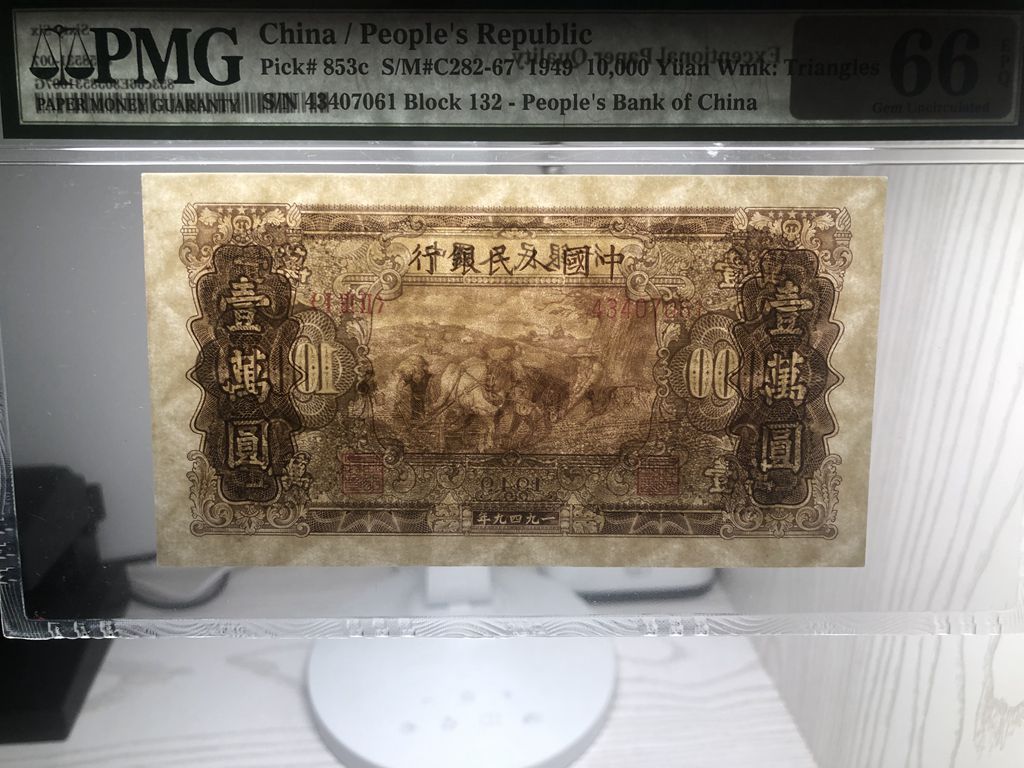 PMG
PAPER MONEY GUARANTY
China / People's Republic
Pick# 853c S/M#C282-67 1949 10,000 Yuan Wmk: Triangles
S/N 43407061 Block 132 - People's Bank of China
66
EPQ
Gem Uncirculated
Exceptional Paper Quality
中國人民銀行
43407061
壹萬圓
壹萬圓
一九四九年